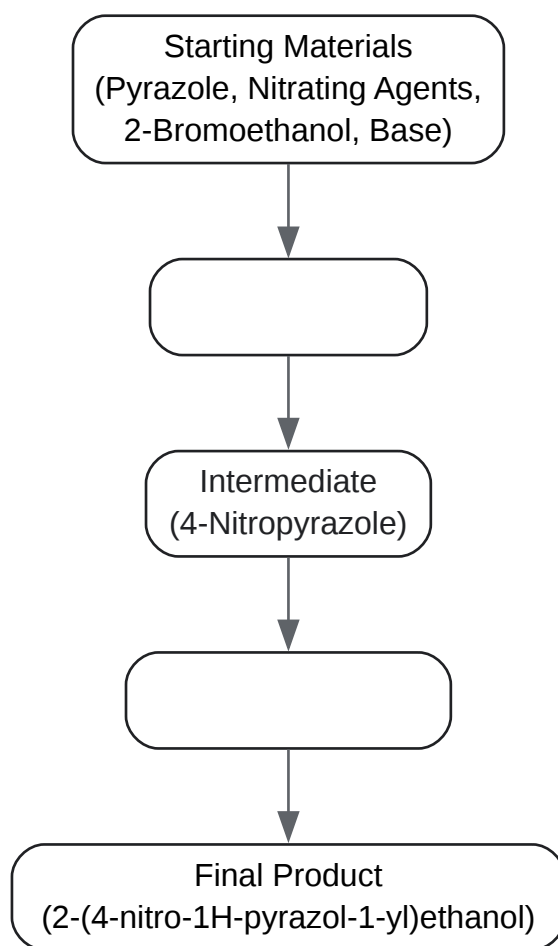 Starting Materials
(Pyrazole, Nitrating Agents,
2-Bromoethanol, Base)
Intermediate
(4-Nitropyrazole)
Final Product
(2-(4-nitro-1H-pyrazol-1-yl)ethanol)